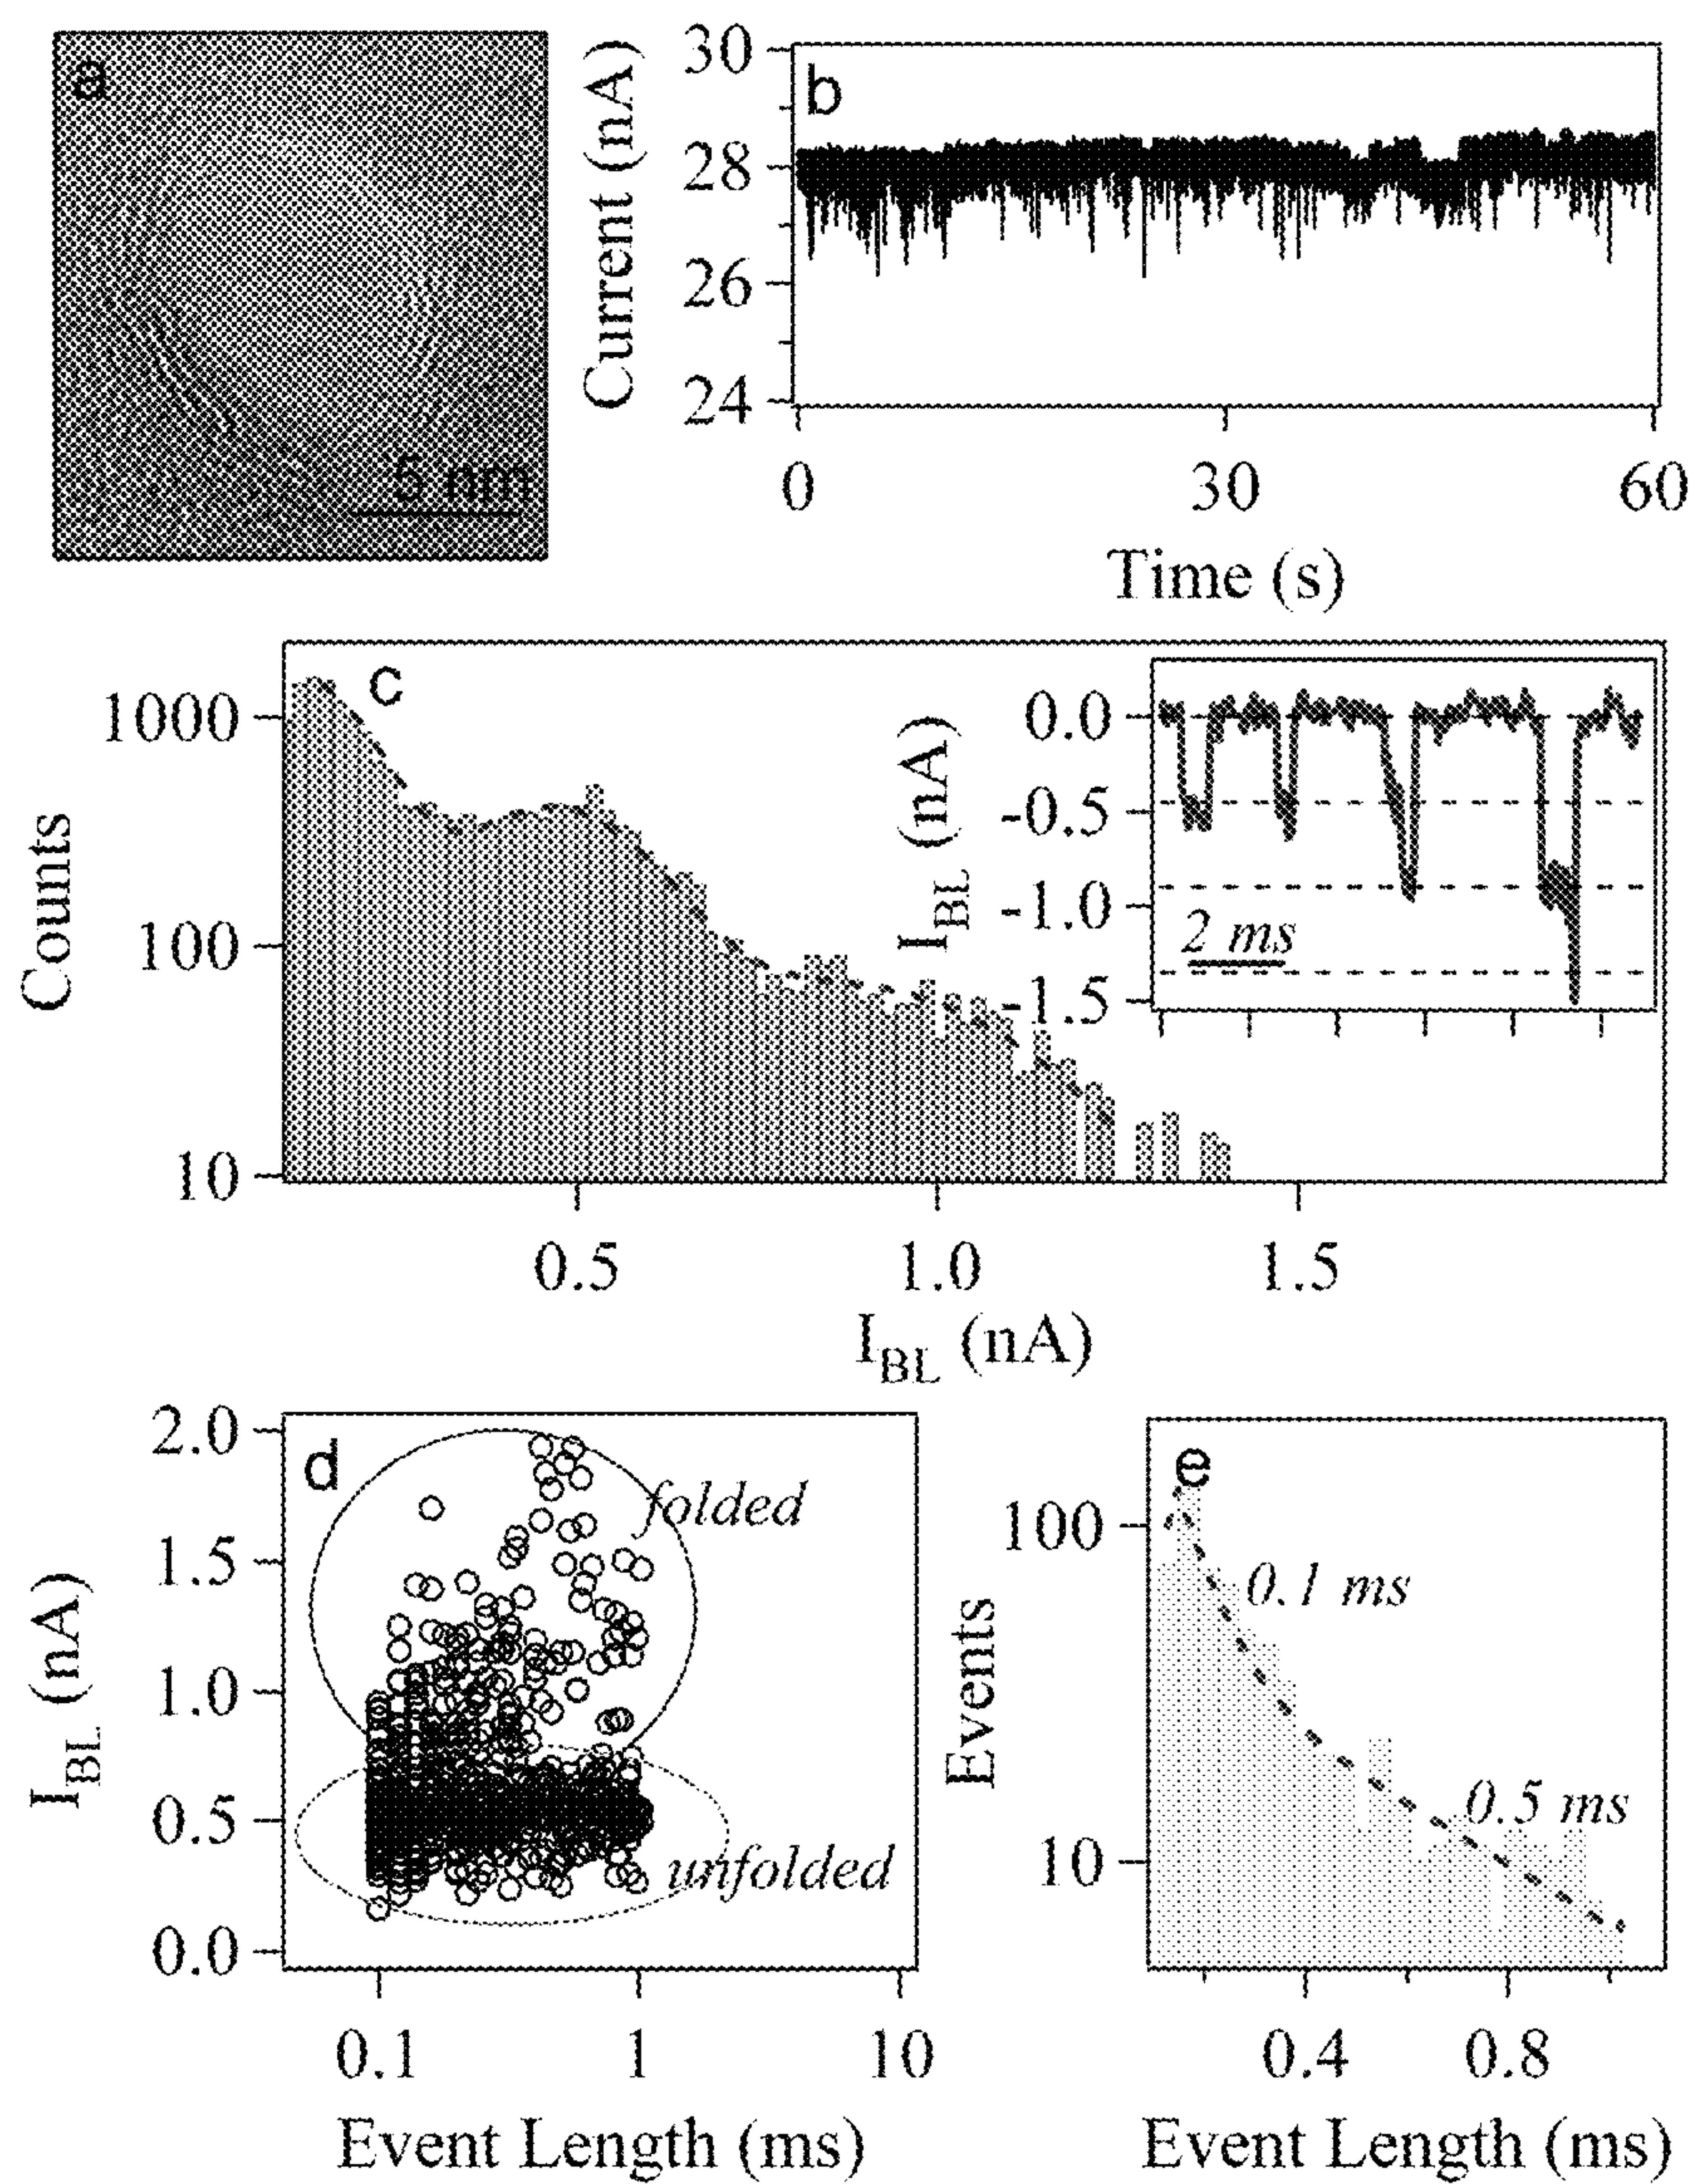 a
5 nm
b
Current (nA)
30
28
26
24
0
30
60
Time (s)
c
Counts
1000
100
10
0.5
1.0
1.5
I_BL (nA)
I_BL (nA)
0.0
-0.5
-1.0
-1.5
2 ms
d
folded
unfolded
I_BL (nA)
2.0
1.5
1.0
0.5
0.0
0.1
1
10
Event Length (ms)
e
0.1 ms
0.5 ms
Events
100
10
0.4
0.8
Event Length (ms)